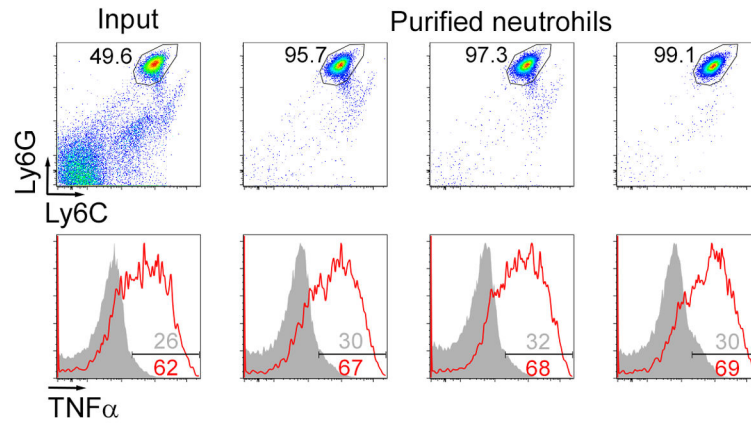 Input
Purified neutrohils
49.6
95.7
97.3
99.1
Ly6G
Ly6C
26
62
30
67
32
68
30
69
TNFα